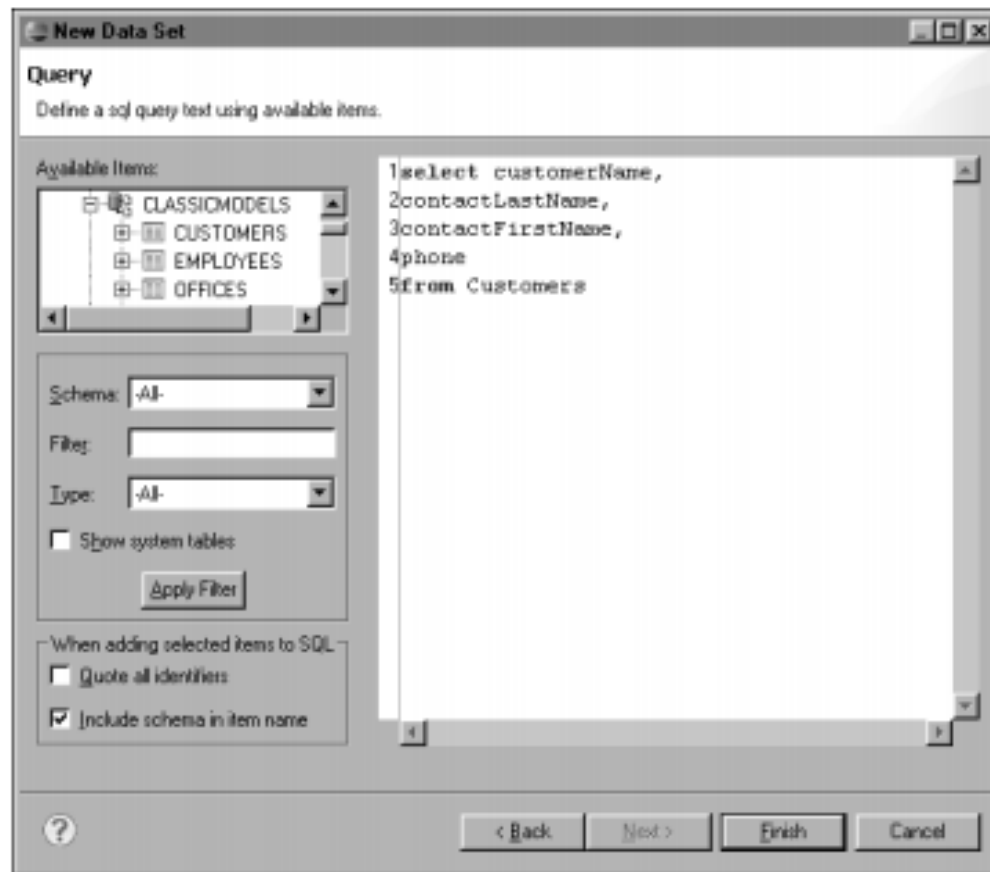 New Data Set
Query
Define a sql query text using available items.
Available Items:
CLASSICMODELS
CUSTOMERS
EMPLOYEES
OFFICES
Schema: -All-
Filter:
Type: -All-
Show system tables
Apply Filter
When adding selected items to SQL
Quote all identifiers
Include schema in item name
1select customerName,
2contactLastName,
3contactFirstName,
4phone
5from Customers
?
< Back
Next >
Finish
Cancel